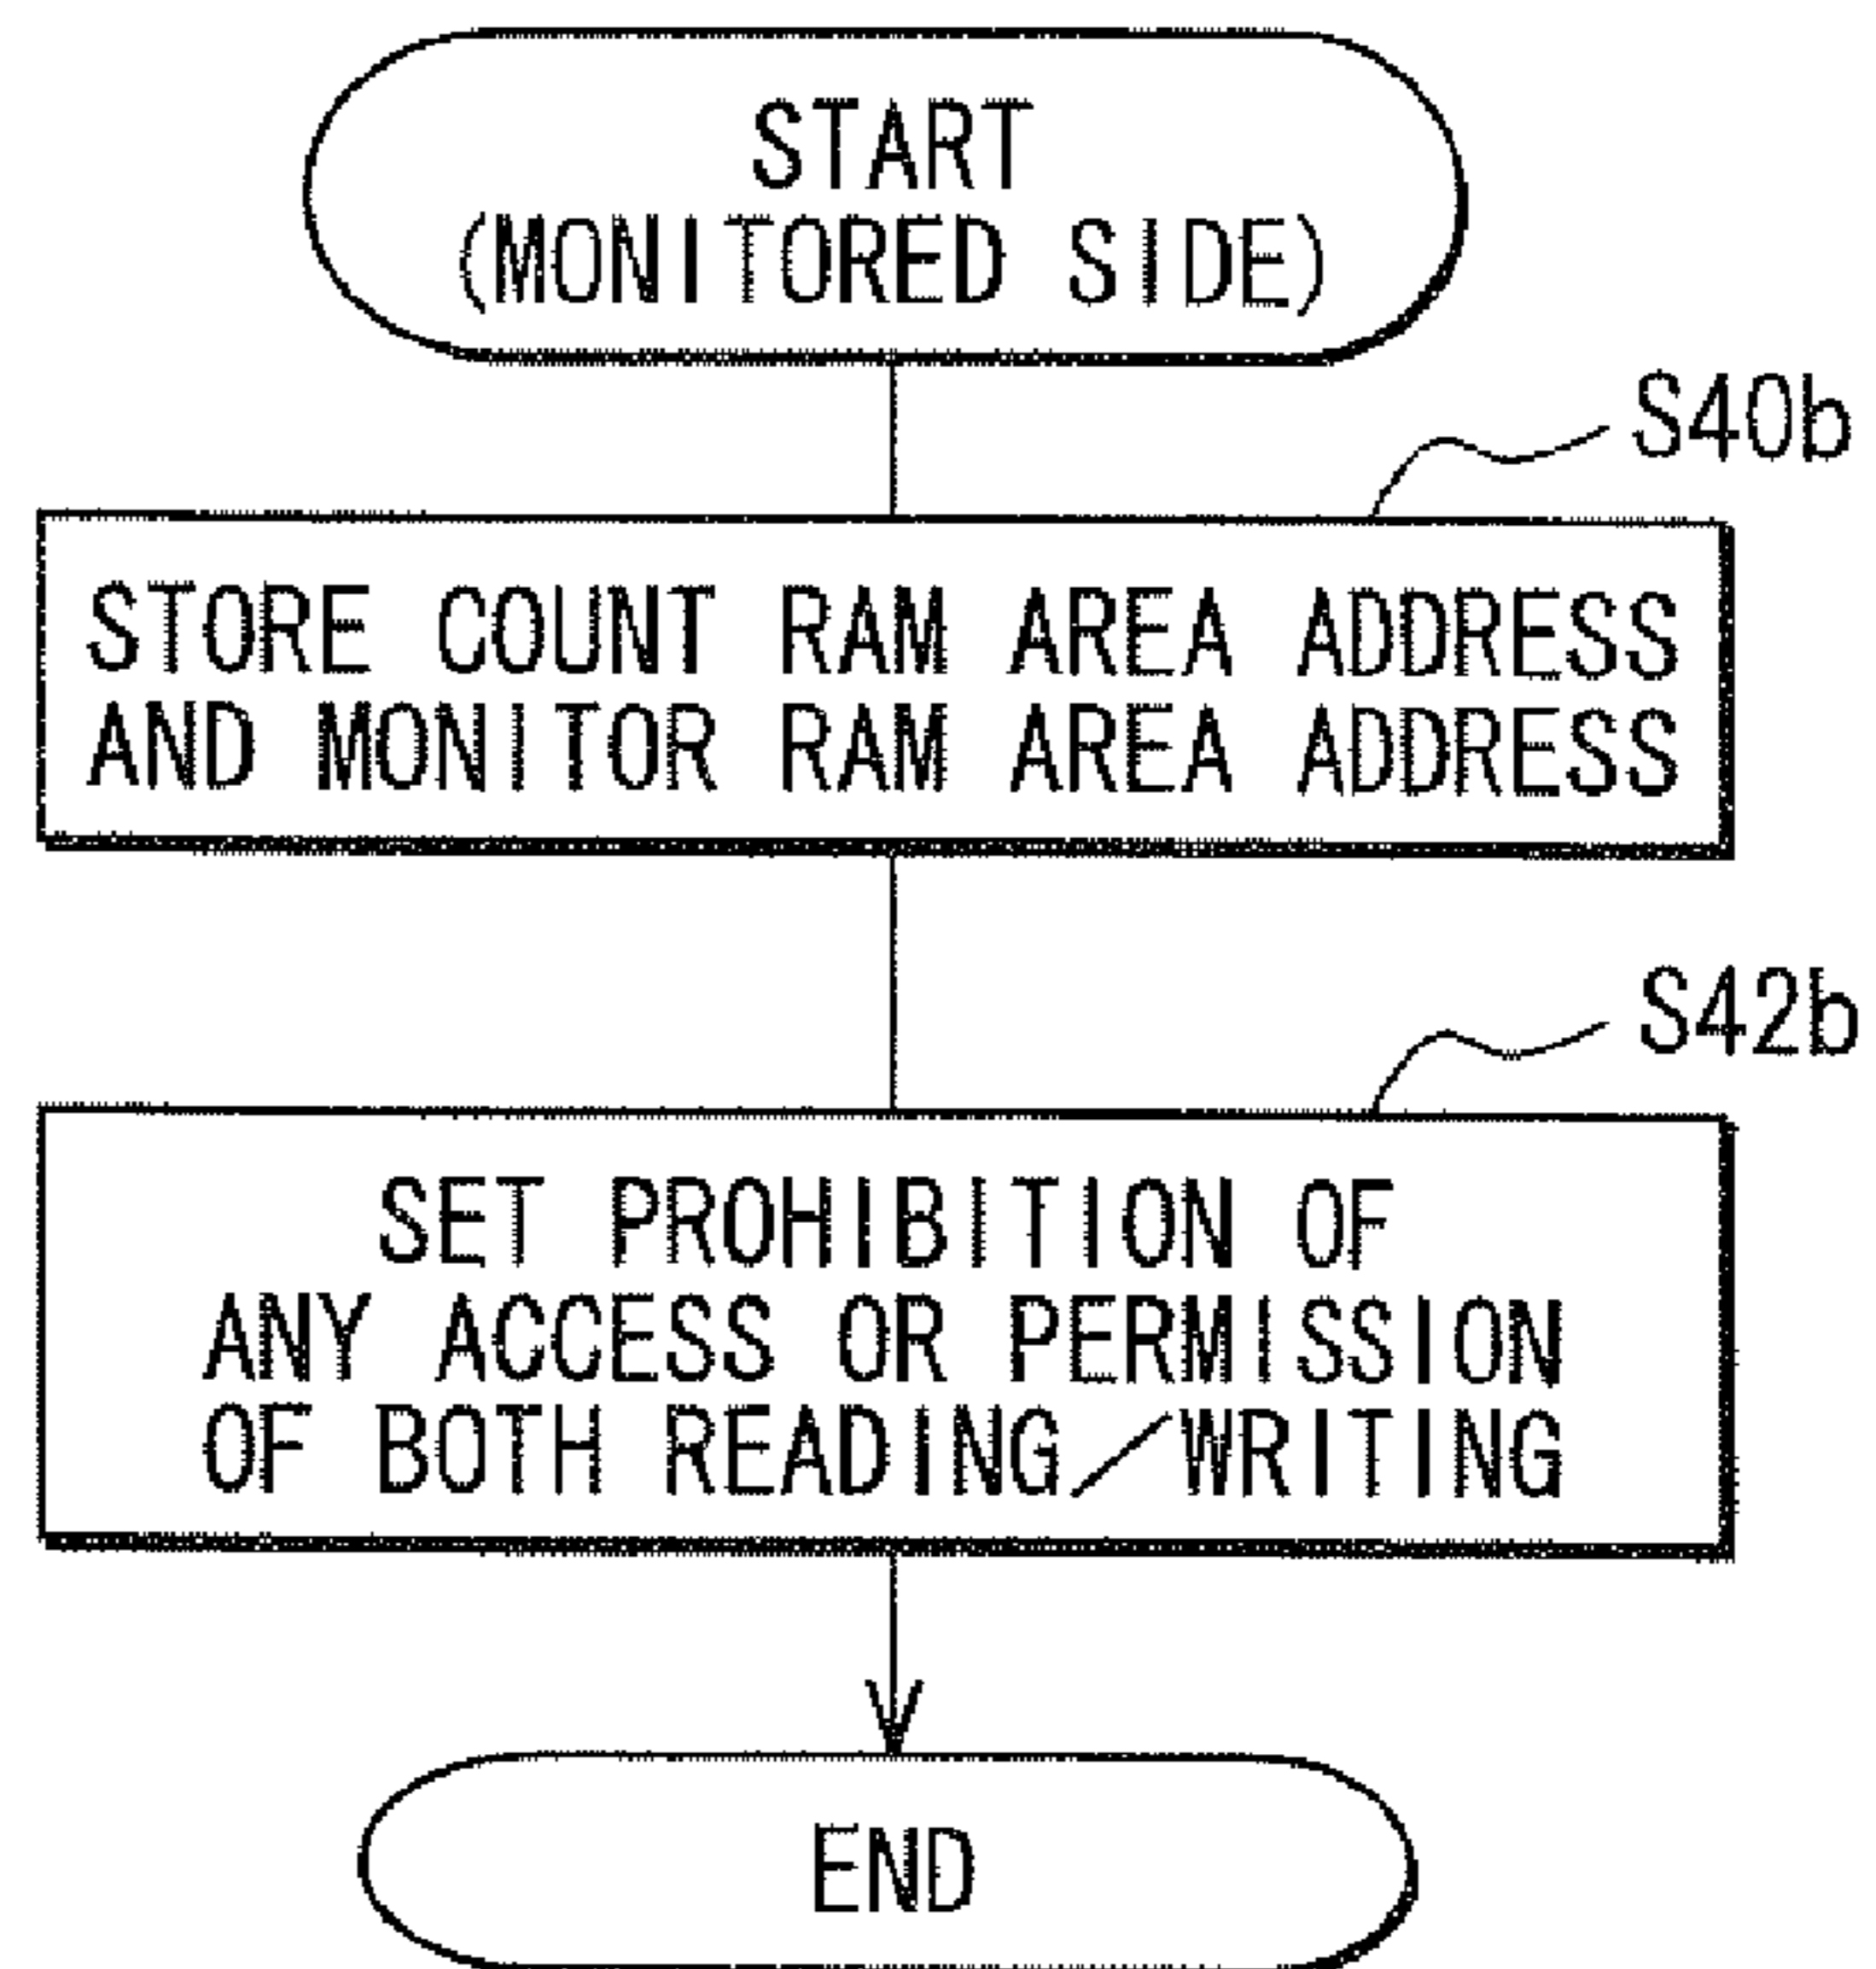 START
(MONITORED SIDE)
S40b
STORE COUNT RAM AREA ADDRESS
AND MONITOR RAM AREA ADDRESS
S42b
SET PROHIBITION OF
ANY ACCESS OR PERMISSION
OF BOTH READING/WRITING
END